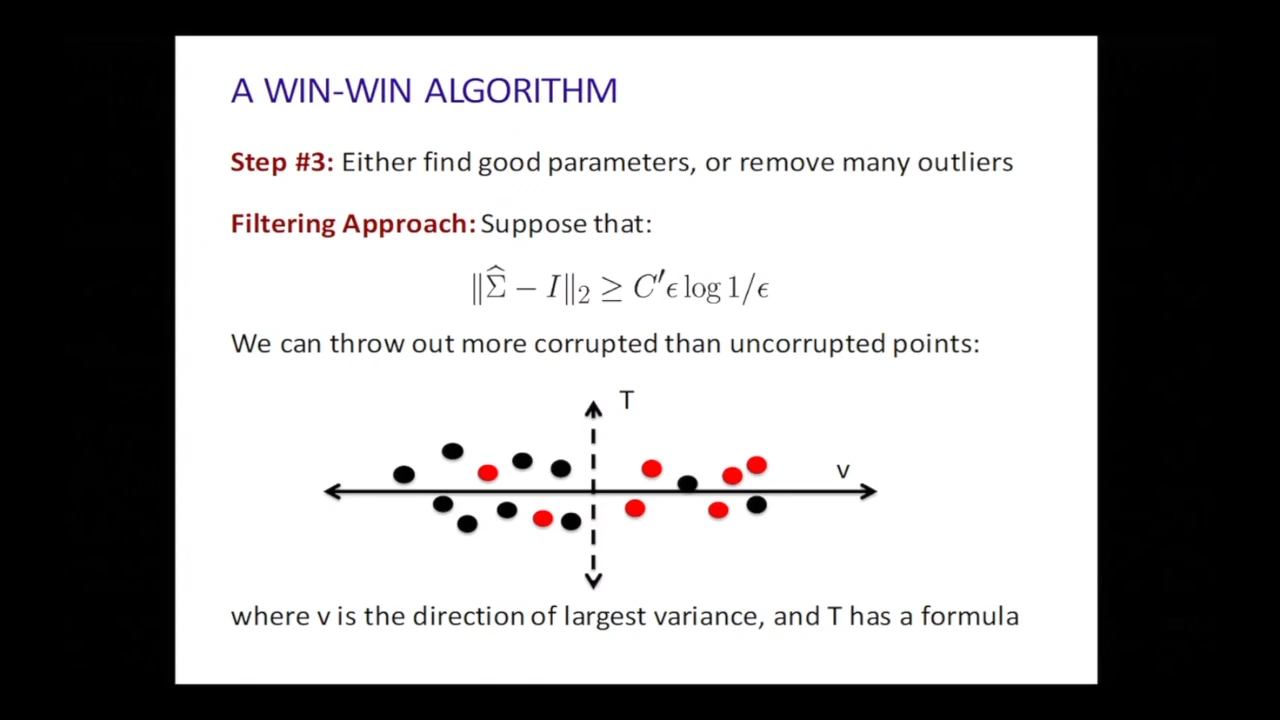 A WIN-WIN ALGORITHM
Step #3: Either find good parameters, or remove many outliers
Filtering Approach: Suppose that:
‖Σ̂ − I‖₂ ≥ C′ϵ log 1/ϵ
We can throw out more corrupted than uncorrupted points:
T
v
where v is the direction of largest variance, and T has a formula